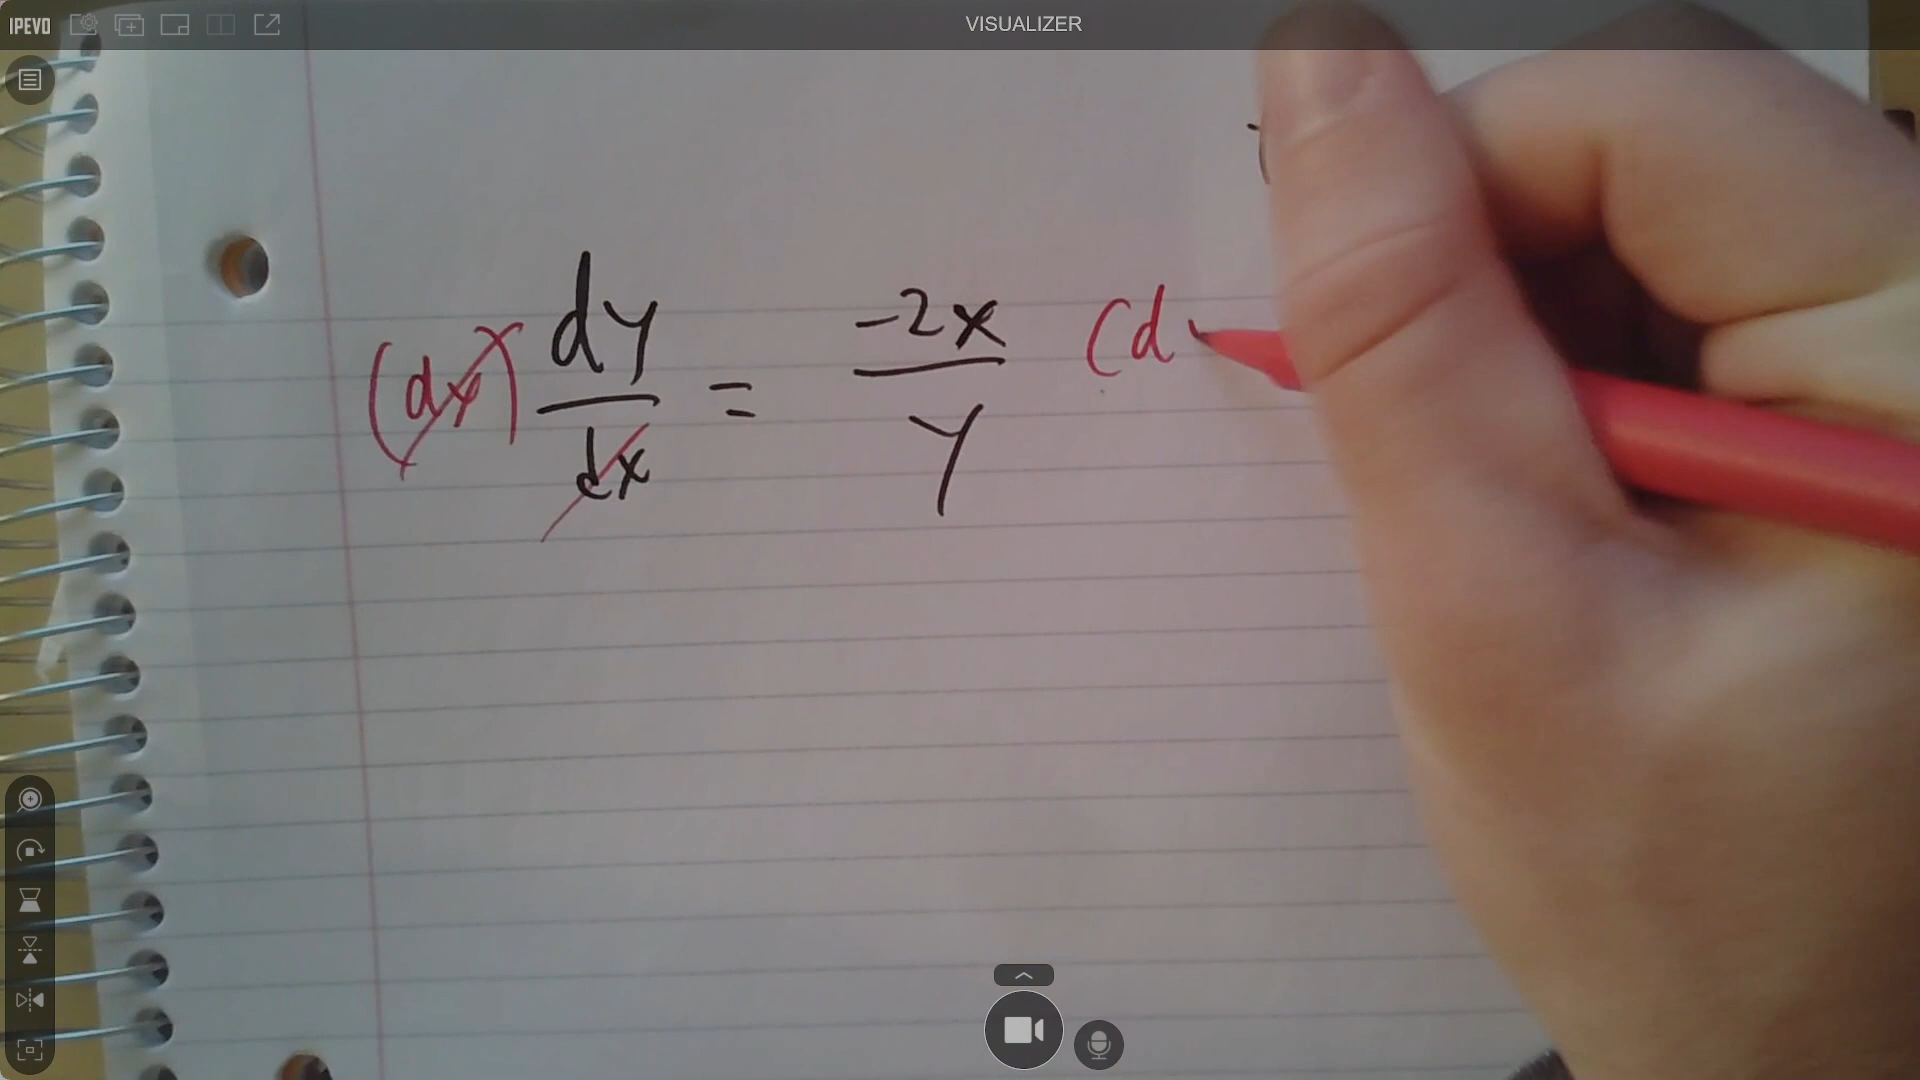 IPEVO
VISUALIZER
(dx) dy/dx = -2x/y (d